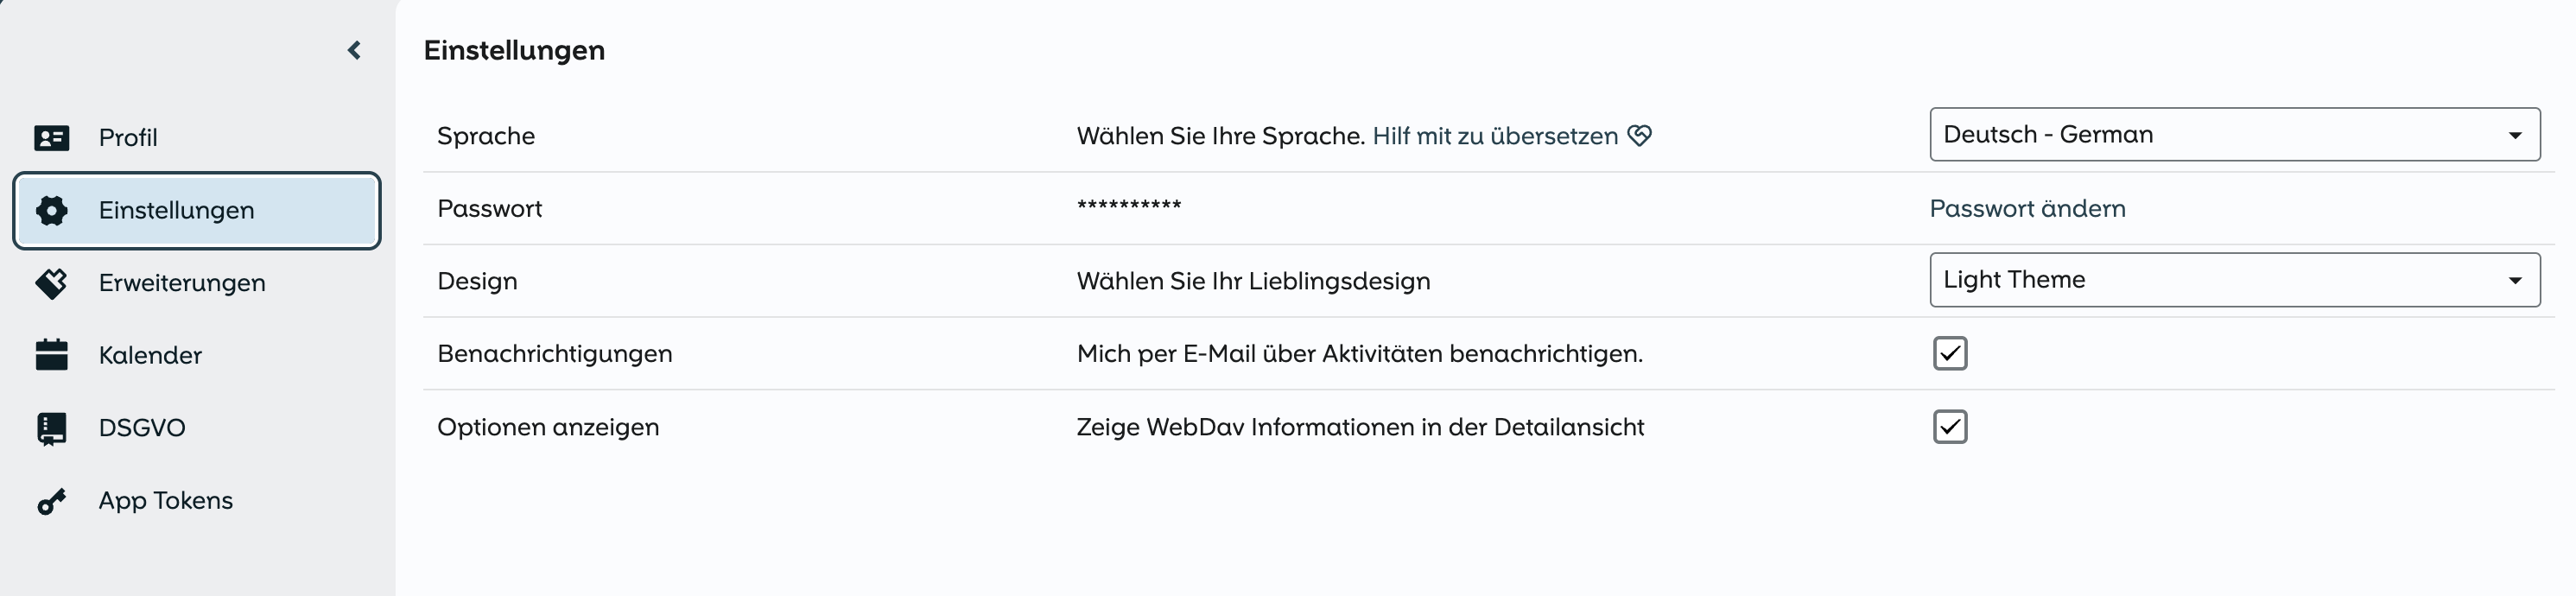 Einstellungen
Profil
Einstellungen
Erweiterungen
Kalender
DSGVO
App Tokens
Sprache Wählen Sie Ihre Sprache. Hilf mit zu übersetzen Deutsch - German
Passwort ********** Passwort ändern
Design Wählen Sie Ihr Lieblingsdesign Light Theme
Benachrichtigungen Mich per E-Mail über Aktivitäten benachrichtigen.
Optionen anzeigen Zeige WebDav Informationen in der Detailansicht